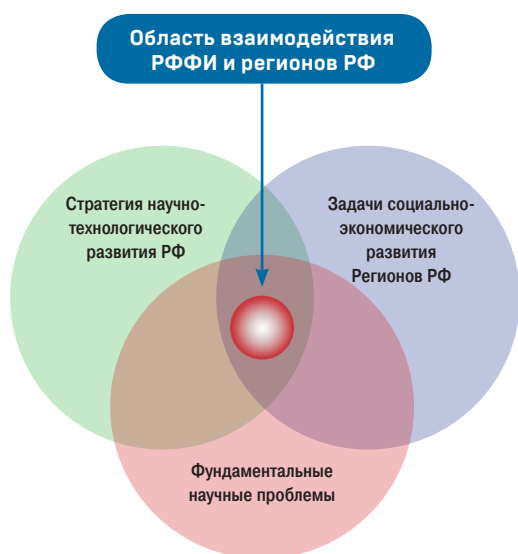 Область взаимодействия
РФФИ и регионов РФ
Стратегия научно-
технологического
развития РФ
Задачи социально-
экономического
развития
Регионов РФ
Фундаментальные
научные проблемы